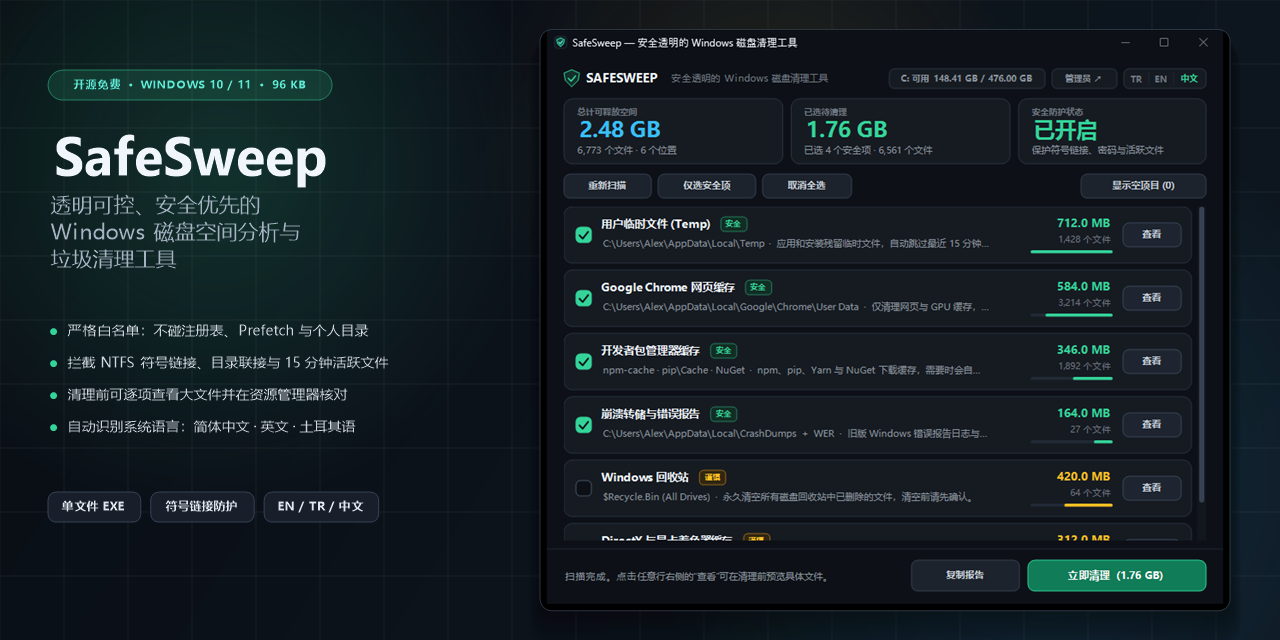 开源免费 • WINDOWS 10 / 11 • 96 KB
SafeSweep
透明可控、安全优先的
Windows 磁盘空间分析与
垃圾清理工具
严格白名单：不碰注册表、Prefetch 与个人目录
拦截 NTFS 符号链接、目录联接与 15 分钟活跃文件
清理前可逐项查看大文件并在资源管理器核对
自动识别系统语言：简体中文 · 英文 · 土耳其语
单文件 EXE
符号链接防护
EN / TR / 中文
SafeSweep — 安全透明的 Windows 磁盘清理工具
SAFESWEEP 安全透明的 Windows 磁盘清理工具
C: 可用 148.41 GB / 476.00 GB
管理员 ↗
TR EN 中文
总计可释放空间
2.48 GB
6,773 个文件 · 6 个位置
已选待清理
1.76 GB
已选 4 个安全项 · 6,561 个文件
安全防护状态
已开启
保护符号链接、密码与活跃文件
重新扫描
仅选安全项
取消全选
显示空项目 (0)
用户临时文件 (Temp) 安全
C:\Users\Alex\AppData\Local\Temp · 应用和安装残留临时文件，自动跳过最近 15 分钟...
712.0 MB
1,428 个文件
查看
Google Chrome 网页缓存 安全
C:\Users\Alex\AppData\Local\Google\Chrome\User Data · 仅清理网页与 GPU 缓存，...
584.0 MB
3,214 个文件
查看
开发者包管理器缓存 安全
npm-cache · pip\Cache · NuGet · npm、pip、Yarn 与 NuGet 下载缓存，需要时会自...
346.0 MB
1,892 个文件
查看
崩溃转储与错误报告 安全
C:\Users\Alex\AppData\Local\CrashDumps + WER · 旧版 Windows 错误报告日志与...
164.0 MB
27 个文件
查看
Windows 回收站 谨慎
$Recycle.Bin (All Drives) · 永久清空所有磁盘回收站中已删除的文件，清空前请先确认。
420.0 MB
64 个文件
查看
DirectX 与显卡着色器缓存 谨慎
312.0 MB
扫描完成。点击任意行右侧的"查看"可在清理前预览具体文件。
复制报告
立即清理 (1.76 GB)